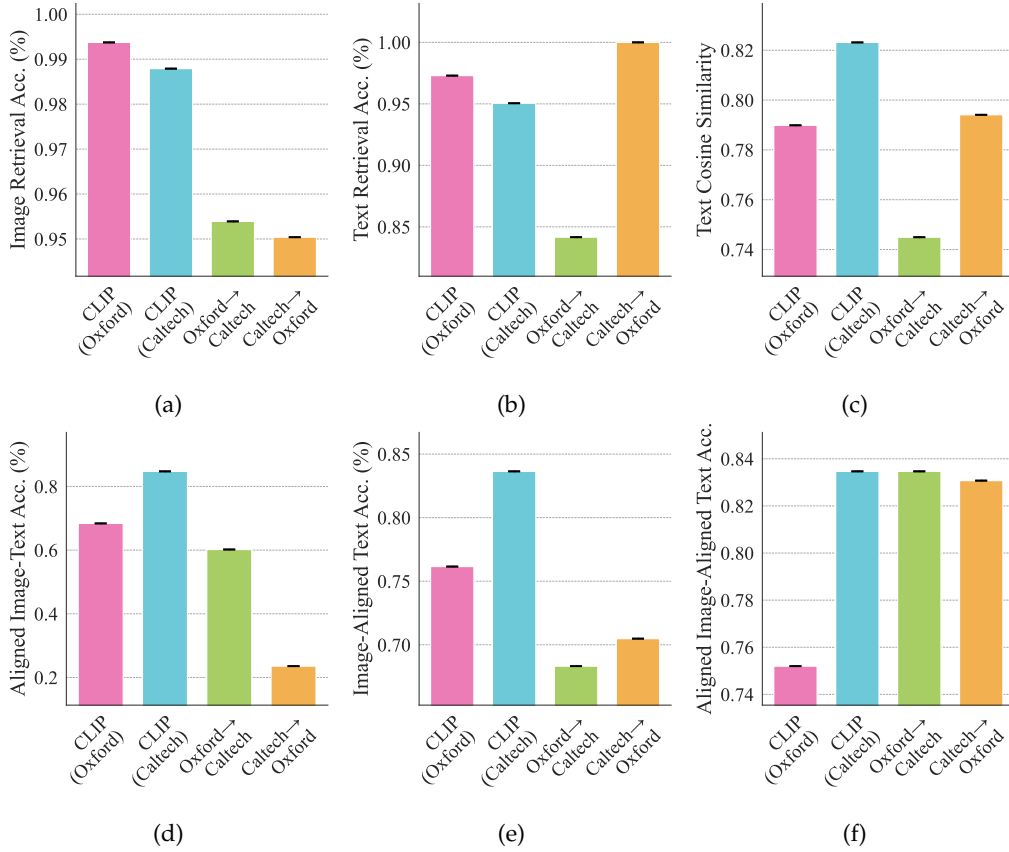 Image Retrieval Acc. (%)
1.00
0.99
0.98
0.97
0.96
0.95
CLIP
(Oxford)
CLIP
(Caltech)
Oxford→
Caltech
Caltech→
Oxford
(a)
Text Retrieval Acc. (%)
1.00
0.95
0.90
0.85
CLIP
(Oxford)
CLIP
(Caltech)
Oxford→
Caltech
Caltech→
Oxford
(b)
Text Cosine Similarity
0.82
0.80
0.78
0.76
0.74
CLIP
(Oxford)
CLIP
(Caltech)
Oxford→
Caltech
Caltech→
Oxford
(c)
Aligned Image-Text Acc. (%)
0.8
0.6
0.4
0.2
CLIP
(Oxford)
CLIP
(Caltech)
Oxford→
Caltech
Caltech→
Oxford
(d)
Image-Aligned Text Acc. (%)
0.85
0.80
0.75
0.70
CLIP
(Oxford)
CLIP
(Caltech)
Oxford→
Caltech
Caltech→
Oxford
(e)
Aligned Image-Aligned Text Acc.
0.84
0.82
0.80
0.78
0.76
0.74
CLIP
(Oxford)
CLIP
(Caltech)
Oxford→
Caltech
Caltech→
Oxford
(f)